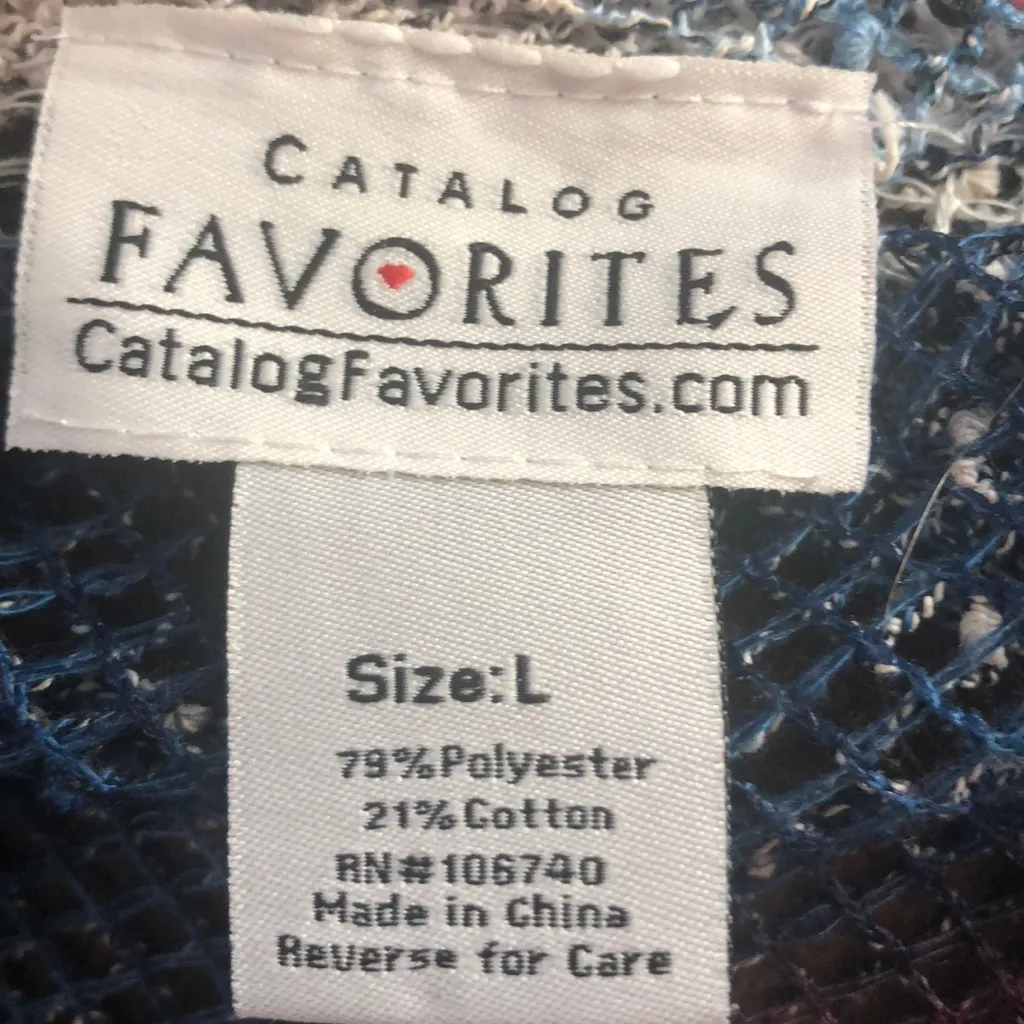 CATALOG
FAVORITES
CatalogFavorites.com
Size:L
79%Polyester
21%Cotton
RN#106740
Made in China
Reverse for Care